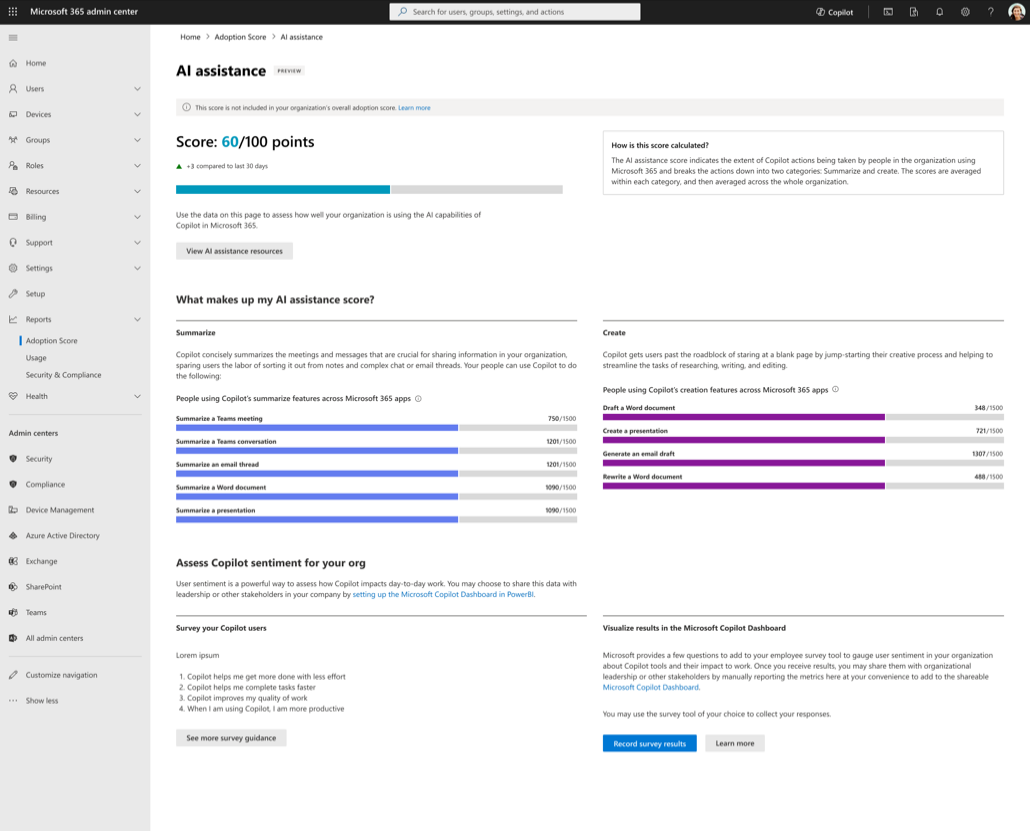 Microsoft 365 admin center
Search for users, groups, settings, and actions
Copilot
?
Home
Users
Devices
Groups
Roles
Resources
Billing
Support
Settings
Setup
Reports
Adoption Score
Usage
Security & Compliance
Health
Admin centers
Security
Compliance
Device Management
Azure Active Directory
Exchange
SharePoint
Teams
All admin centers
Customize navigation
Show less
Home > Adoption Score > AI assistance
AI assistance PREVIEW
This score is not included in your organization's overall adoption score. Learn more
Score: 60/100 points
+3 compared to last 30 days
Use the data on this page to assess how well your organization is using the AI capabilities of
Copilot in Microsoft 365.
View AI assistance resources
How is this score calculated?
The AI assistance score indicates the extent of Copilot actions being taken by people in the organization using
Microsoft 365 and breaks the actions down into two categories: Summarize and create. The scores are averaged
within each category, and then averaged across the whole organization.
What makes up my AI assistance score?
Summarize
Copilot concisely summarizes the meetings and messages that are crucial for sharing information in your organization,
sparing users the labor of sorting it out from notes and complex chat or email threads. Your people can use Copilot to do
the following:
People using Copilot's summarize features across Microsoft 365 apps
Summarize a Teams meeting 750/1500
Summarize a Teams conversation 1201/1500
Summarize an email thread 1201/1500
Summarize a Word document 1090/1500
Summarize a presentation 1090/1500
Create
Copilot gets users past the roadblock of staring at a blank page by jump-starting their creative process and helping to
streamline the tasks of researching, writing, and editing.
People using Copilot's creation features across Microsoft 365 apps
Draft a Word document 348/1500
Create a presentation 721/1500
Generate an email draft 1307/1500
Rewrite a Word document 488/1500
Assess Copilot sentiment for your org
User sentiment is a powerful way to assess how Copilot impacts day-to-day work. You may choose to share this data with
leadership or other stakeholders in your company by setting up the Microsoft Copilot Dashboard in PowerBI.
Survey your Copilot users
Lorem ipsum
1. Copilot helps me get more done with less effort
2. Copilot helps me complete tasks faster
3. Copilot improves my quality of work
4. When I am using Copilot, I am more productive
See more survey guidance
Visualize results in the Microsoft Copilot Dashboard
Microsoft provides a few questions to add to your employee survey tool to gauge user sentiment in your organization
about Copilot tools and their impact to work. Once you receive results, you may share them with organizational
leadership or other stakeholders by manually reporting the metrics here at your convenience to add to the shareable
Microsoft Copilot Dashboard.
You may use the survey tool of your choice to collect your responses.
Record survey results
Learn more